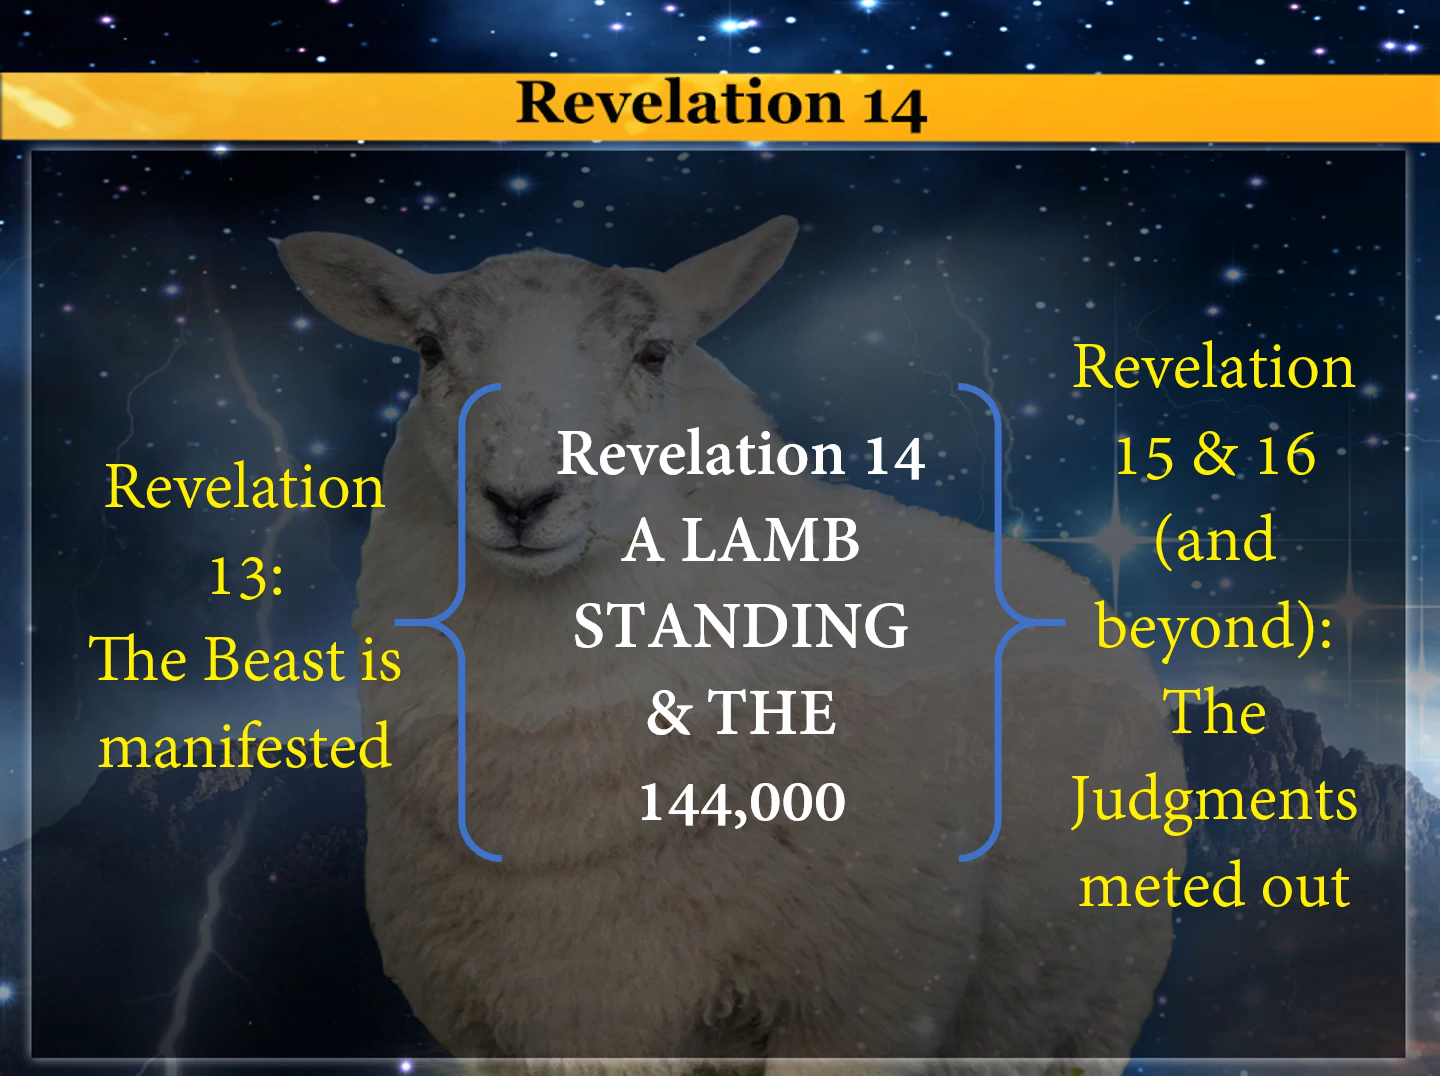 Revelation 14
Revelation
13:
The Beast is
manifested
Revelation 14
A LAMB
STANDING
& THE
144,000
Revelation
15 & 16
(and
beyond):
The
Judgments
meted out